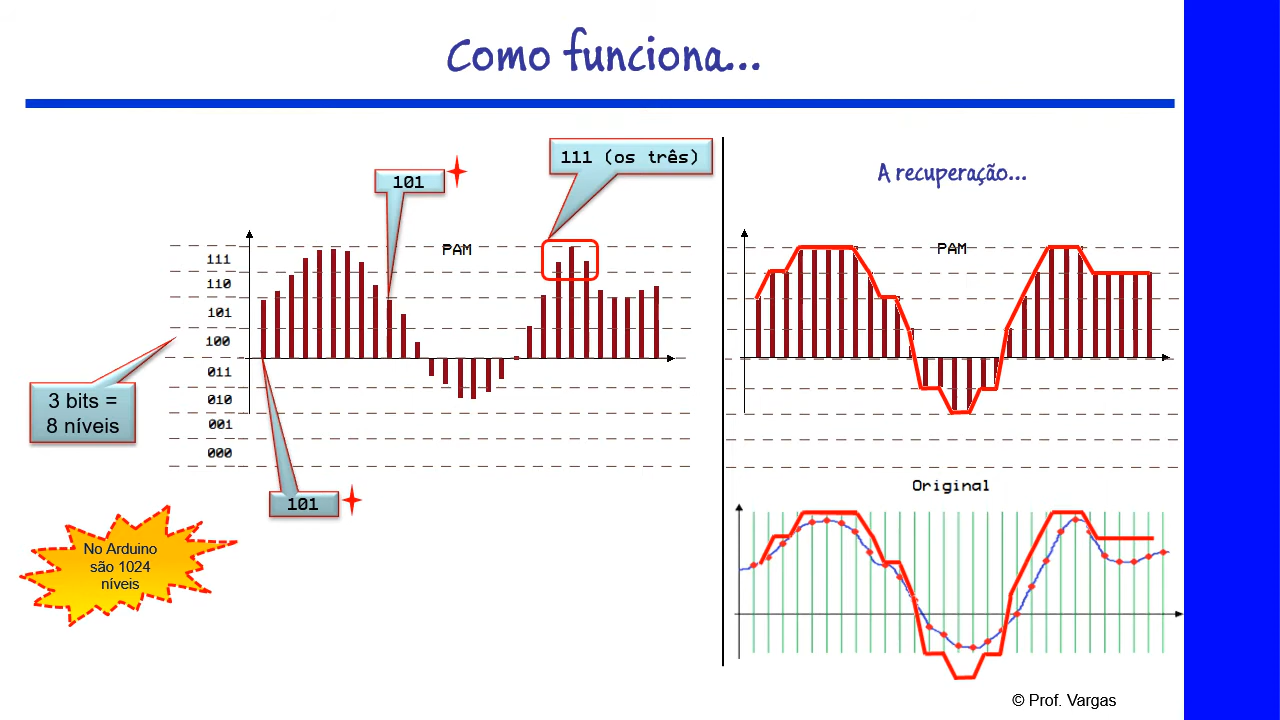 Como funciona...
111 (os três)
101
A recuperação...
PAM
PAM
111
110
101
100
011
010
001
000
3 bits =
8 níveis
101
Original
No Arduino
são 1024
níveis
© Prof. Vargas